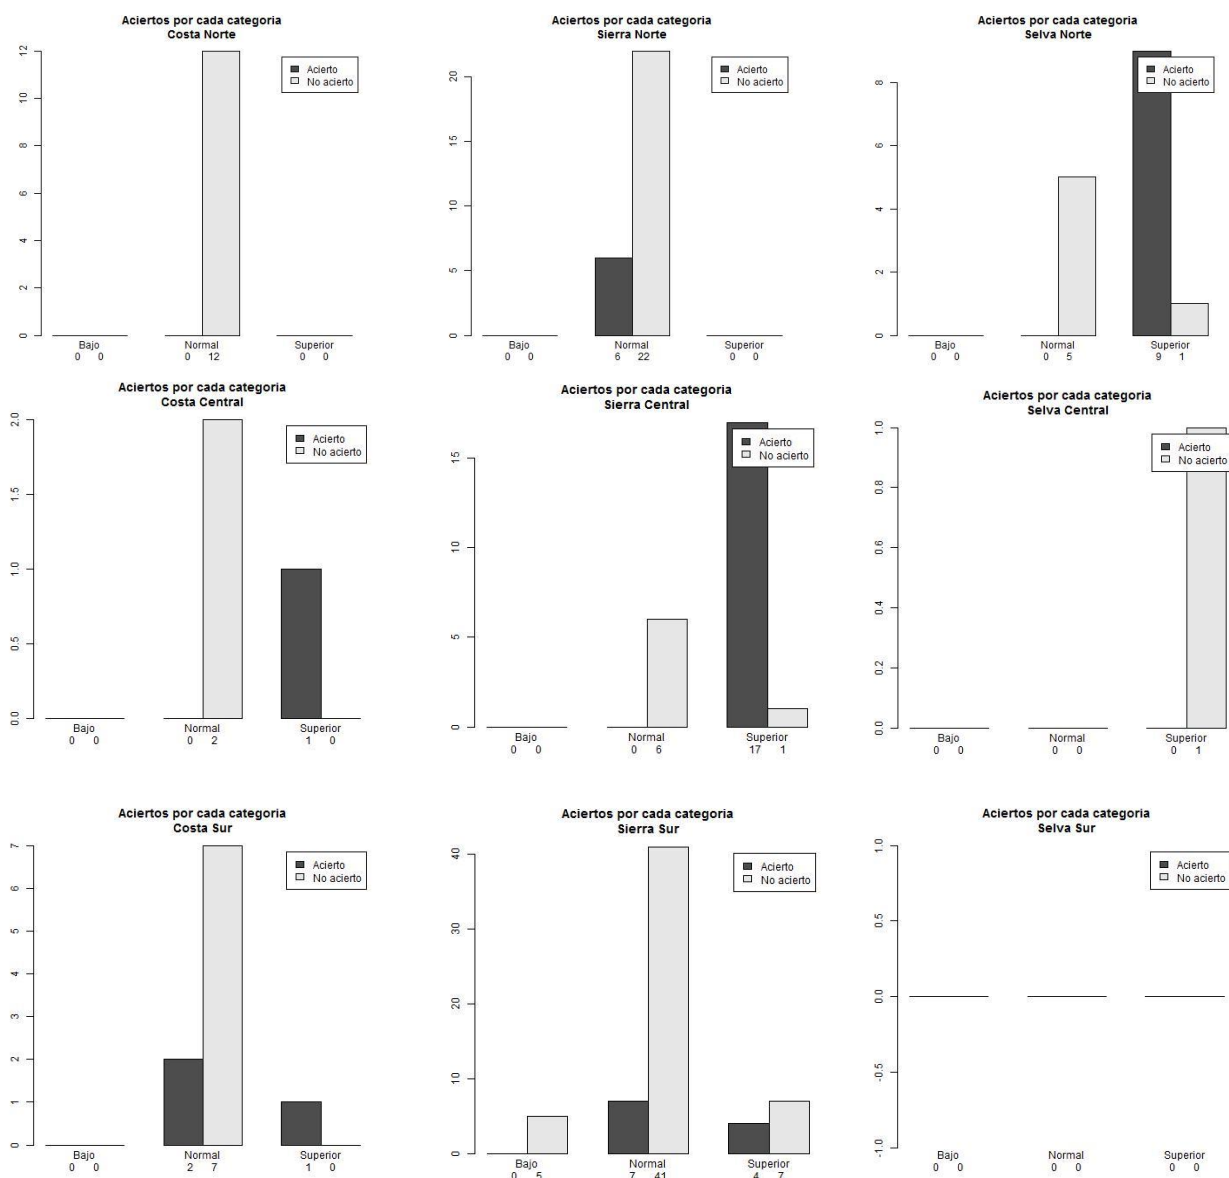 Aciertos por cada categoria
Costa Norte
12
10
8
6
4
2
0
Acierto
No acierto
Bajo
0 0
Normal
0 12
Superior
0 0
Aciertos por cada categoria
Sierra Norte
20
15
10
5
0
Acierto
No acierto
Bajo
0 0
Normal
6 22
Superior
0 0
Aciertos por cada categoria
Selva Norte
8
6
4
2
0
Acierto
No acierto
Bajo
0 0
Normal
0 5
Superior
9 1
Aciertos por cada categoria
Costa Central
2.0
1.5
1.0
0.5
0.0
Acierto
No acierto
Bajo
0 0
Normal
0 2
Superior
1 0
Aciertos por cada categoria
Sierra Central
15
10
5
0
Acierto
No acierto
Bajo
0 0
Normal
0 6
Superior
17 1
Aciertos por cada categoria
Selva Central
1.0
0.8
0.6
0.4
0.2
0.0
Acierto
No acierto
Bajo
0 0
Normal
0 0
Superior
0 1
Aciertos por cada categoria
Costa Sur
7
6
5
4
3
2
1
0
Acierto
No acierto
Bajo
0 0
Normal
2 7
Superior
1 0
Aciertos por cada categoria
Sierra Sur
40
30
20
10
0
Acierto
No acierto
Bajo
0 5
Normal
7 41
Superior
4 7
Aciertos por cada categoria
Selva Sur
1.0
0.5
0.0
-0.5
-1.0
Acierto
No acierto
Bajo
0 0
Normal
0 0
Superior
0 0